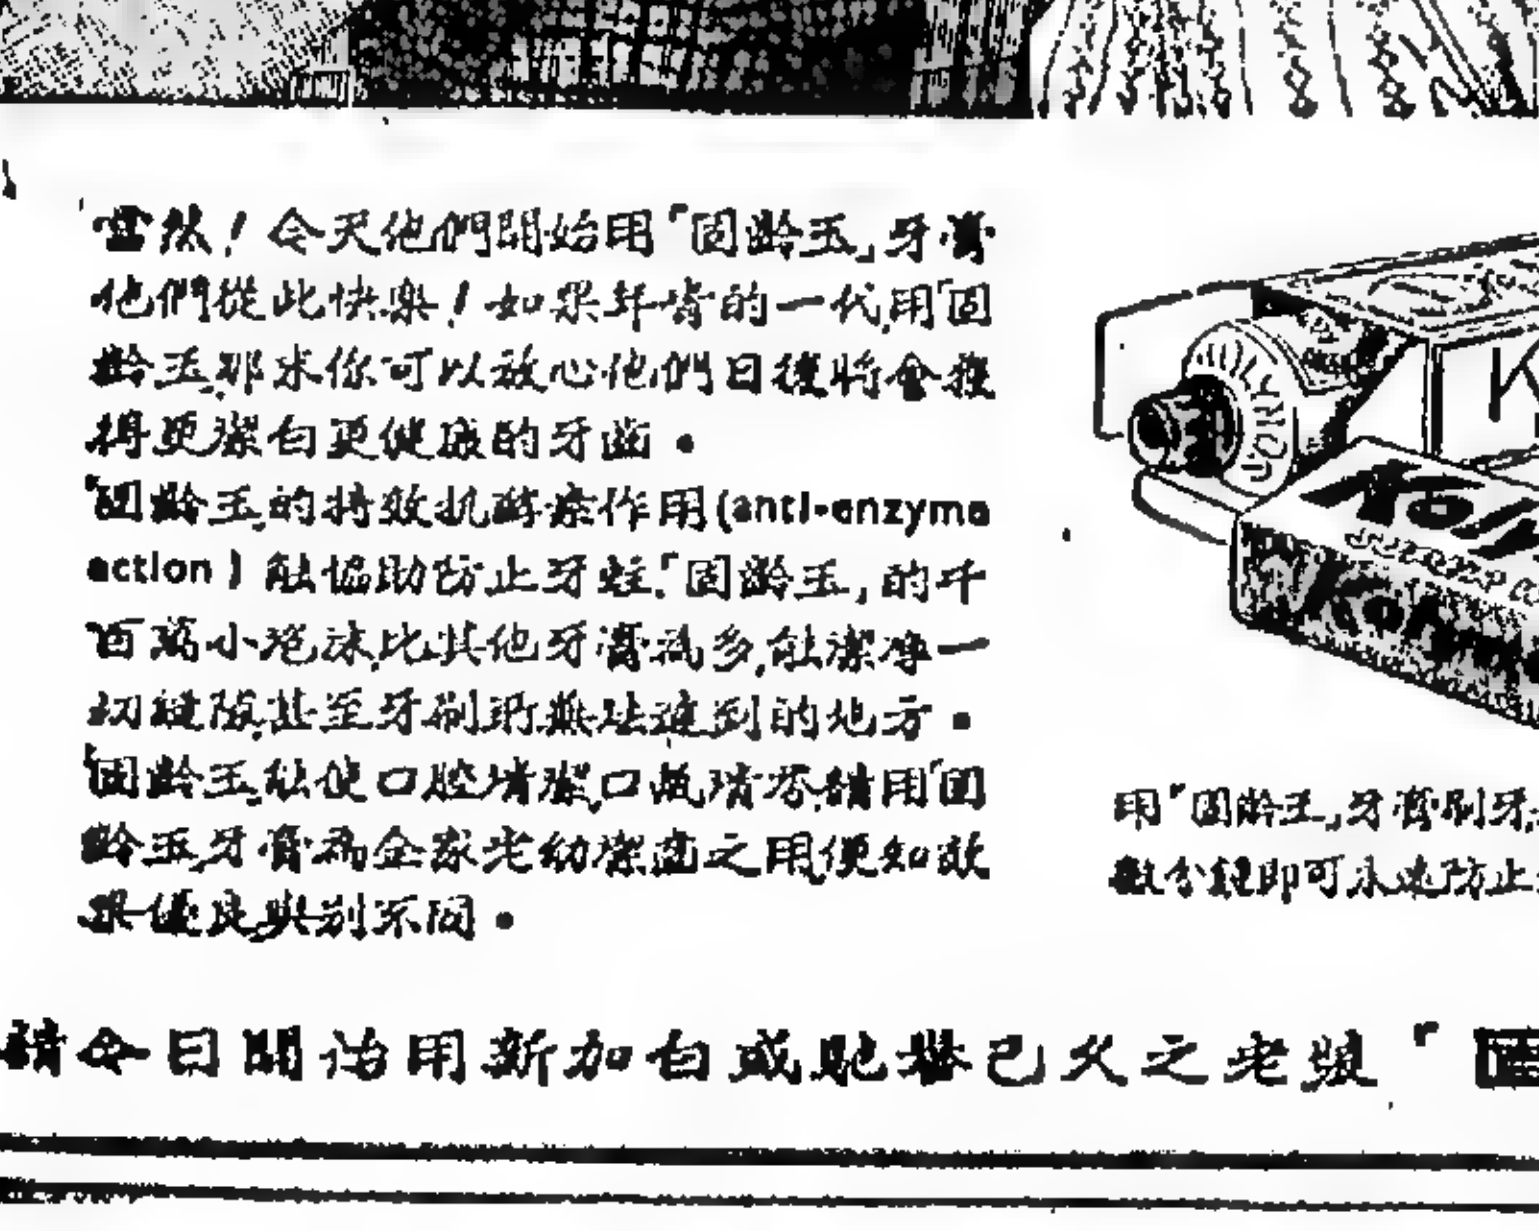 當然！今天他們開始用「固齡玉」牙膏
他們從此快樂！如果年青的一代用「固
齡玉」那末你可以放心他們日後將會獲
得更潔白更健康的牙齒。
「固齡玉」的特效抗酵素作用(anti-enzyme
action) 能協助防止牙蛀「固齡玉」的千
百萬小泡沫比其他牙膏為多,能潔淨一
切縫隙,甚至牙刷所無法達到的地方。
「固齡玉」能使口腔清潔,口氣清香,請用「固
齡玉」牙膏為全家老幼潔齒之用,便知效
果優良與別不同。
KOLYNOS
用「固齡玉」牙膏刷牙
數分鐘即可永遠防止
請今日開始用新加白或馳譽已久之老牌「固